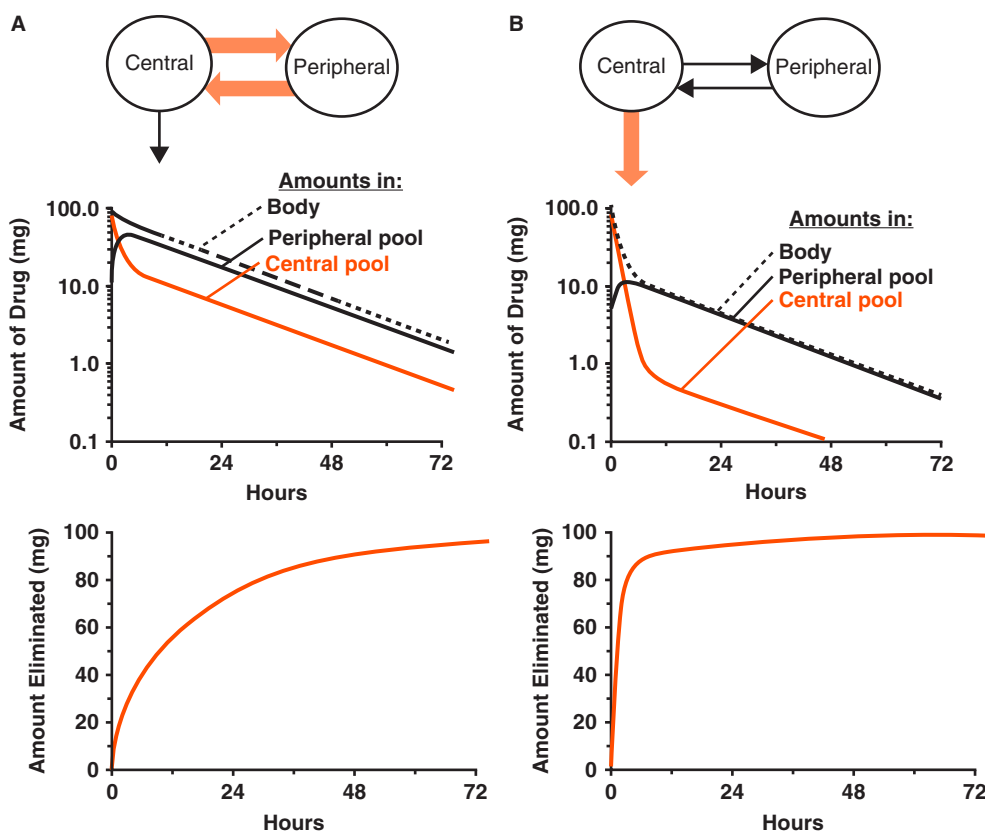 A
Central
Peripheral
Amounts in:
Body
Peripheral pool
Central pool
Amount of Drug (mg)
100.0
10.0
1.0
0.1
0
24
48
72
Hours
Amount Eliminated (mg)
100
80
60
40
20
0
0
24
48
72
Hours
B
Central
Peripheral
Amounts in:
Body
Peripheral pool
Central pool
Amount of Drug (mg)
100.0
10.0
1.0
0.1
0
24
48
72
Hours
Amount Eliminated (mg)
100
80
60
40
20
0
0
24
48
72
Hours